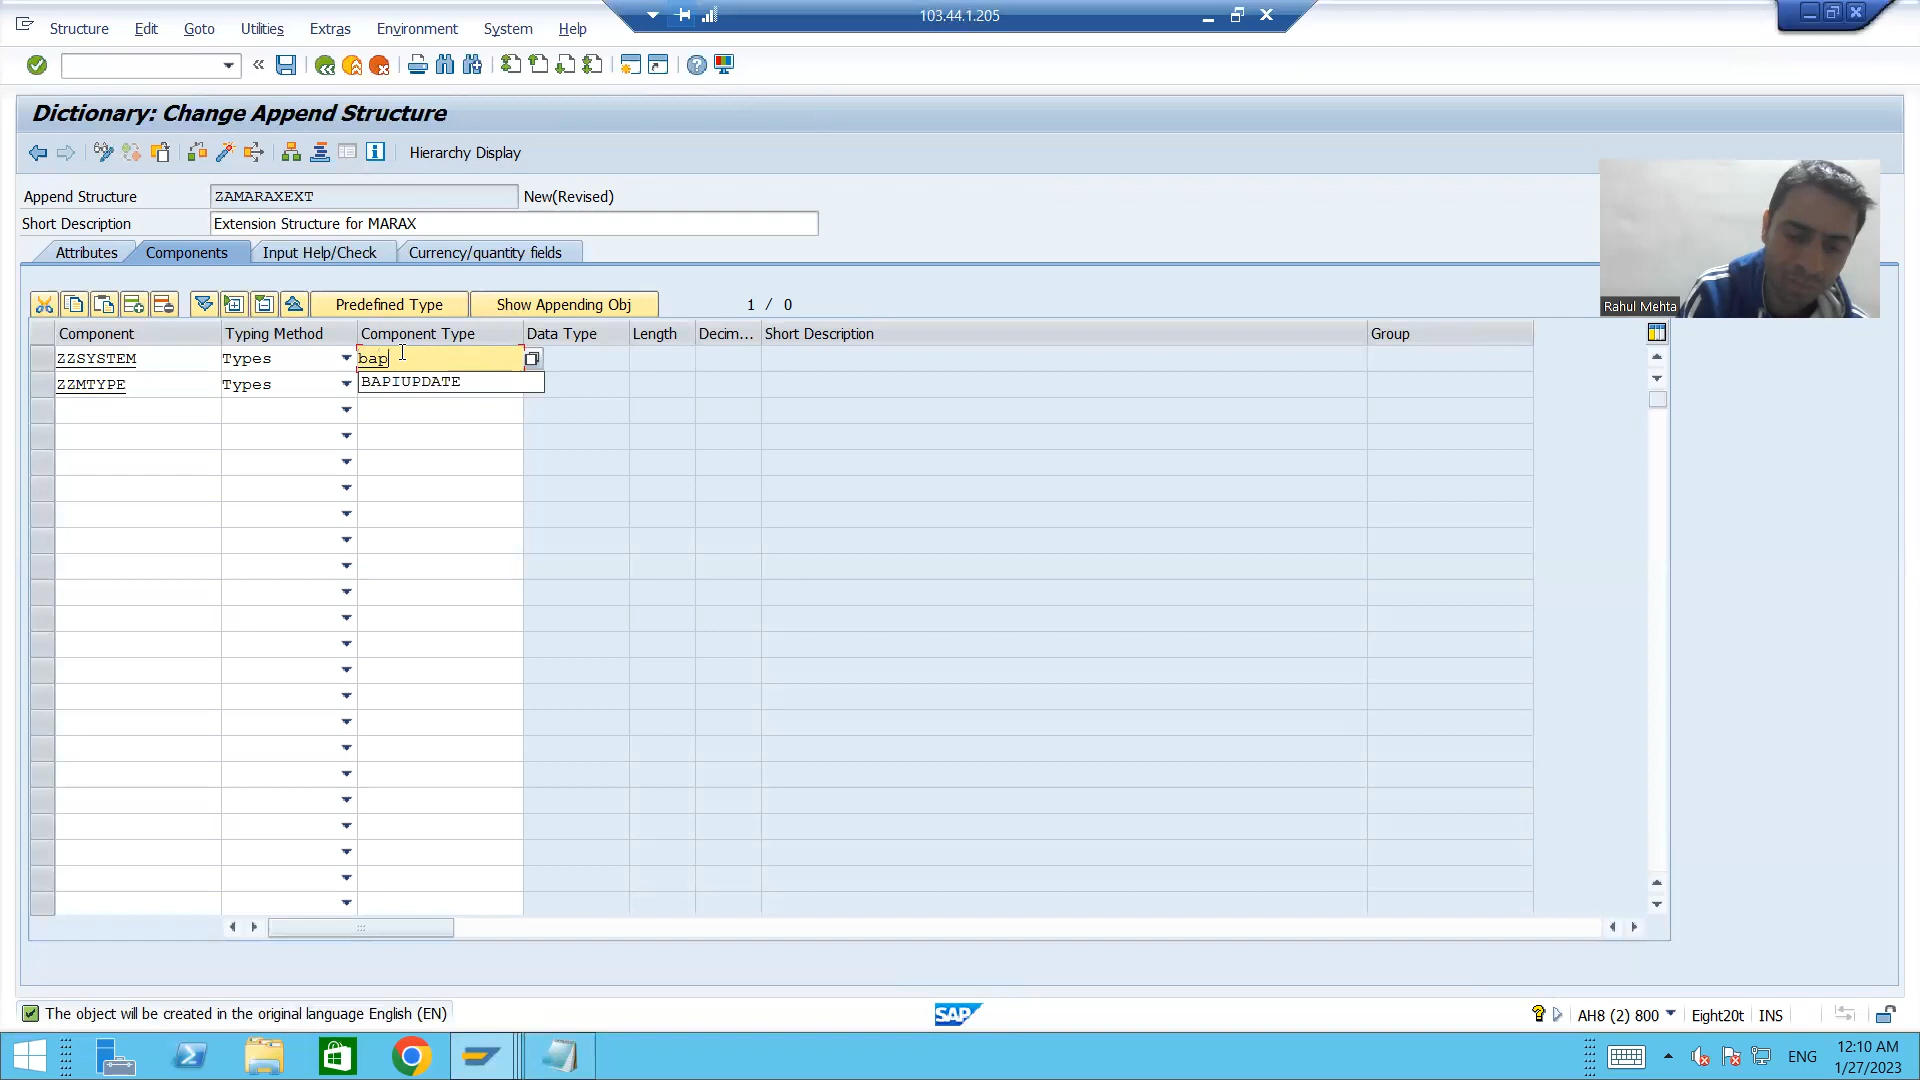 103.44.1.205
Structure Edit Goto Utilities Extras Environment System Help
Dictionary: Change Append Structure
Hierarchy Display
Append Structure ZAMARAXEXT New(Revised)
Short Description Extension Structure for MARAX
Attributes Components Input Help/Check Currency/quantity fields
Predefined Type Show Appending Obj 1 / 0
Component Typing Method Component Type Data Type Length Decim... Short Description Group
ZZSYSTEM Types bap
BAPIUPDATE
ZZMTYPE Types
Rahul Mehta
The object will be created in the original language English (EN)
SAP
AH8 (2) 800 Eight20t INS
ENG
12:10 AM
1/27/2023